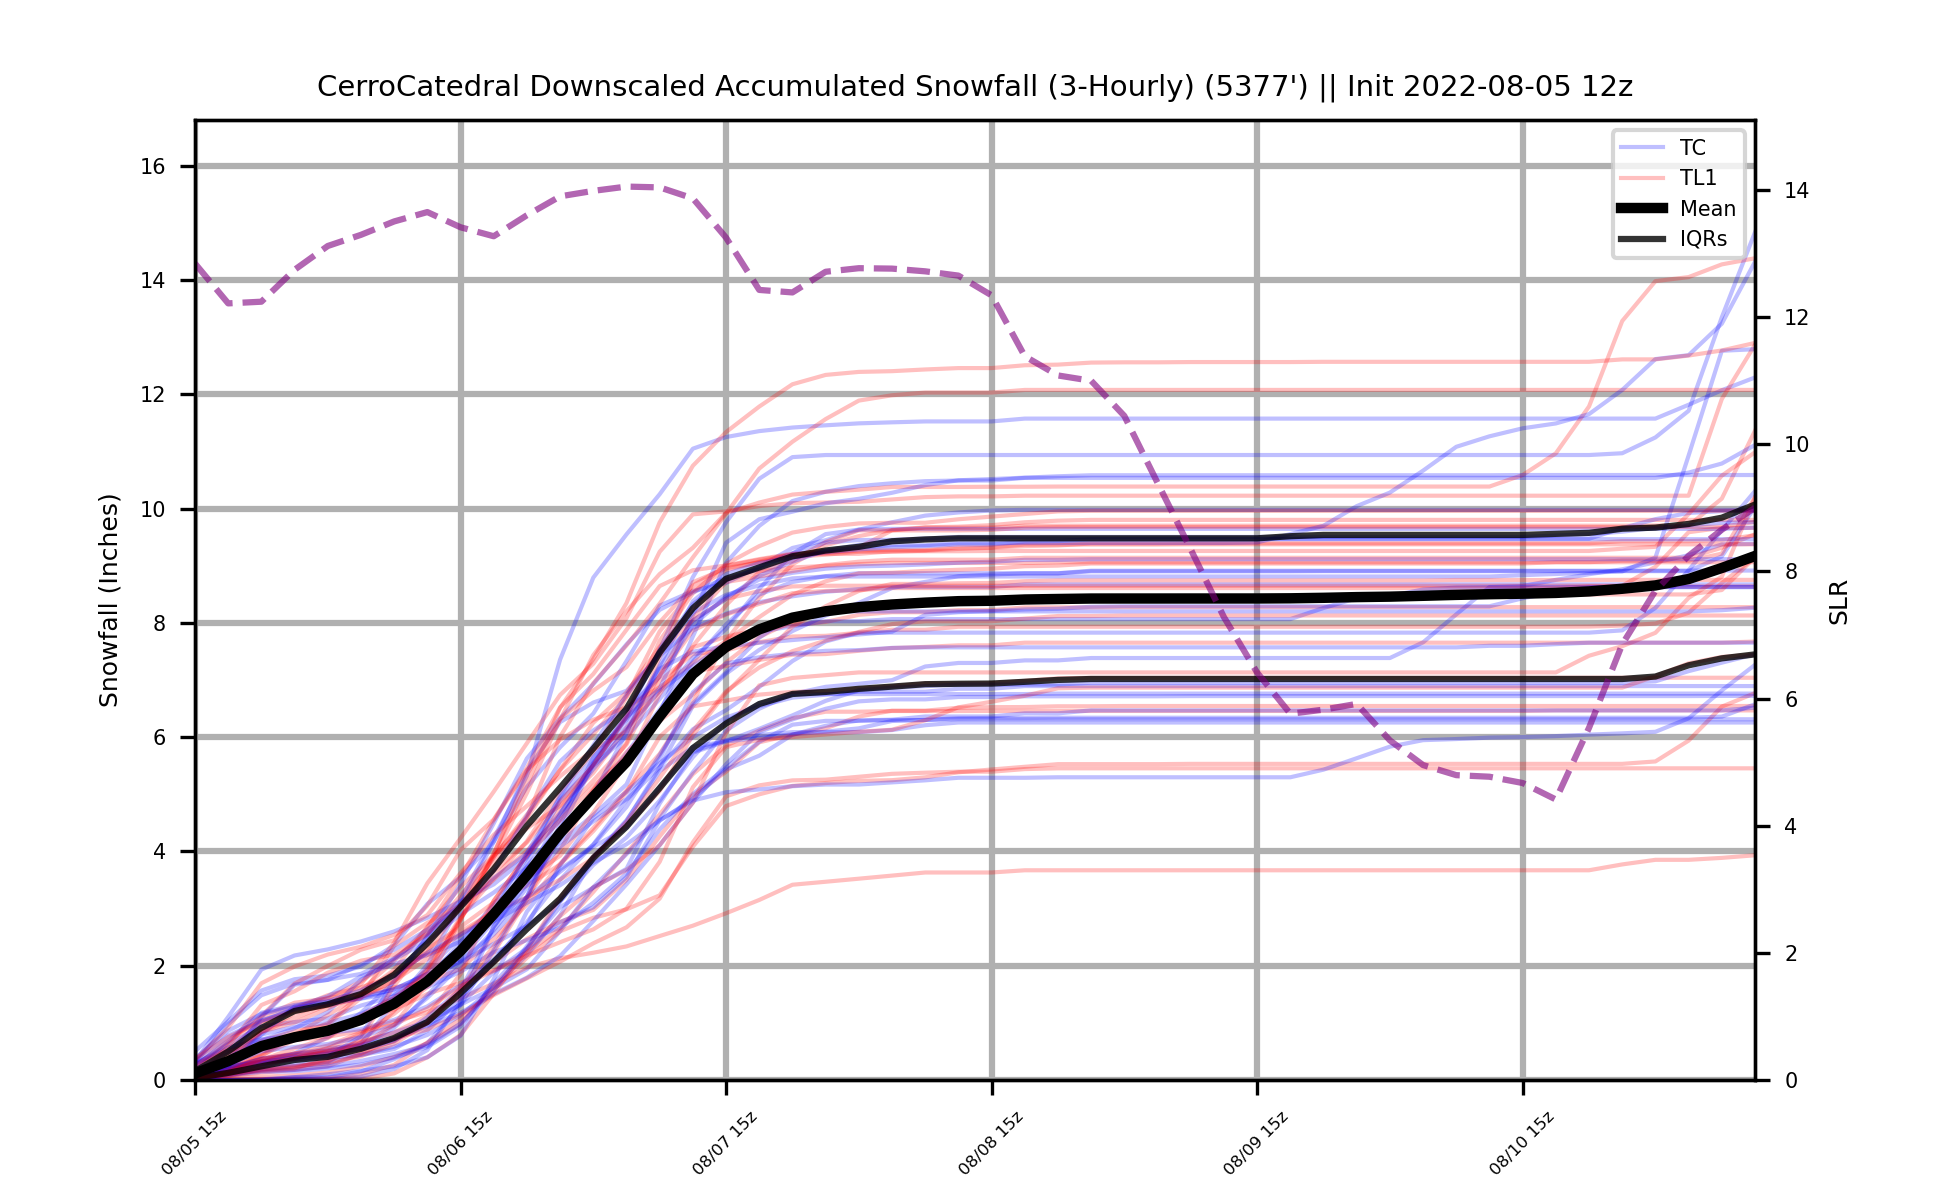 CerroCatedral Downscaled Accumulated Snowfall (3-Hourly) (5377') || Init 2022-08-05 12z
TC
TL1
Mean
IQRs
Snowfall (Inches)
16
14
12
10
8
6
4
2
0
14
12
10
8
6
4
2
0
SLR
08/05 15z
08/06 15z
08/07 15z
08/08 15z
08/09 15z
08/10 15z